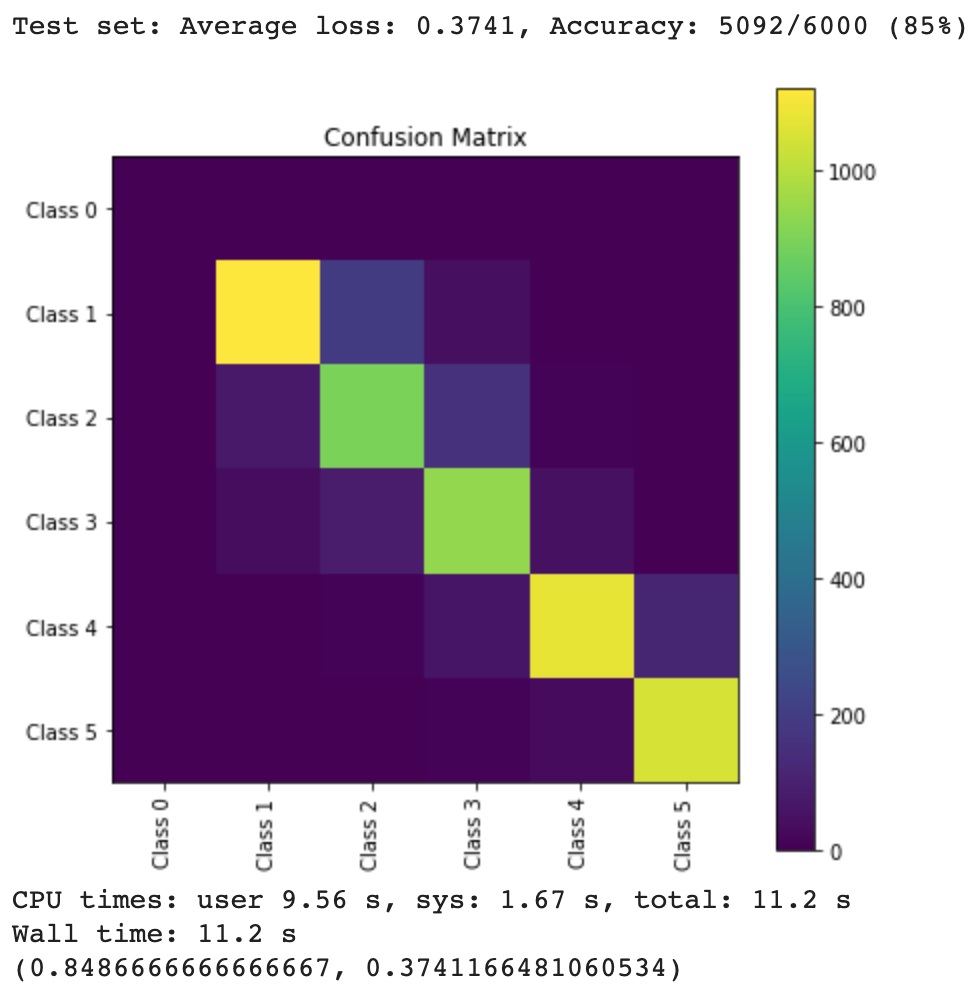 Test set: Average loss: 0.3741, Accuracy: 5092/6000 (85%)
Confusion Matrix
Class 0
Class 1
Class 2
Class 3
Class 4
Class 5
Class 0
Class 1
Class 2
Class 3
Class 4
Class 5
1000
800
600
400
200
0
CPU times: user 9.56 s, sys: 1.67 s, total: 11.2 s
Wall time: 11.2 s
(0.8486666666666667, 0.3741166481060534)